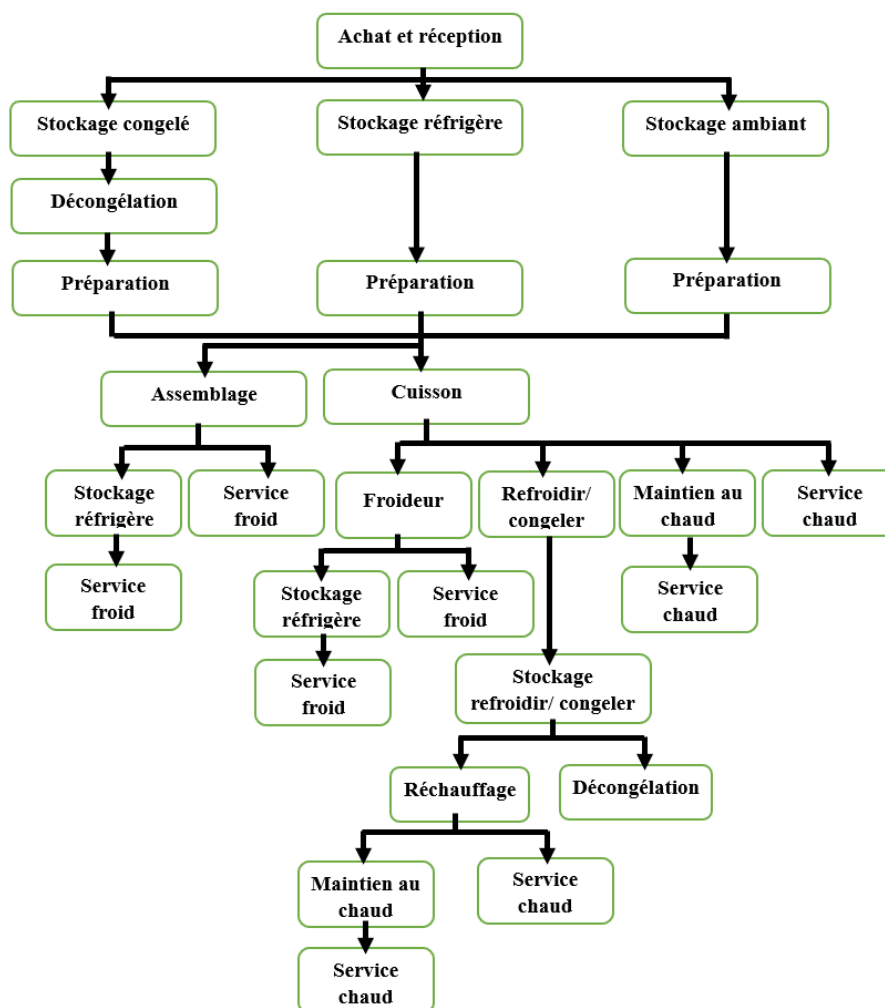 Achat et réception
Stockage congelé
Stockage réfrigère
Stockage ambiant
Décongélation
Préparation
Préparation
Préparation
Assemblage
Cuisson
Stockage
réfrigère
Service
froid
Froideur
Refroidir/
congeler
Maintien au
chaud
Service
chaud
Service
froid
Stockage
réfrigère
Service
froid
Service
chaud
Service
froid
Stockage
refroidir/ congeler
Réchauffage
Décongélation
Maintien au
chaud
Service
chaud
Service
chaud